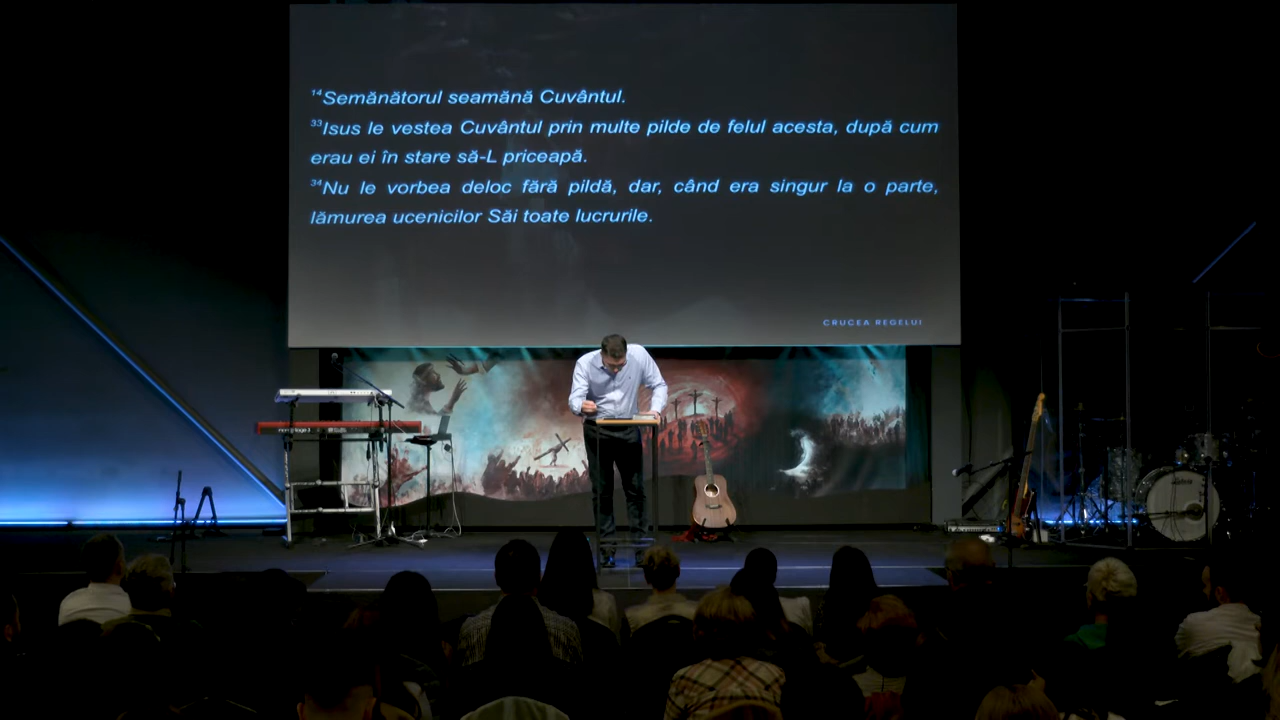 ¹⁴Semănătorul seamănă Cuvântul.
³³Isus le vestea Cuvântul prin multe pilde de felul acesta, după cum
erau ei în stare să-L priceapă.
³⁴Nu le vorbea deloc fără pildă, dar, când era singur la o parte,
lămurea ucenicilor Săi toate lucrurile.
CRUCEA REGELUI